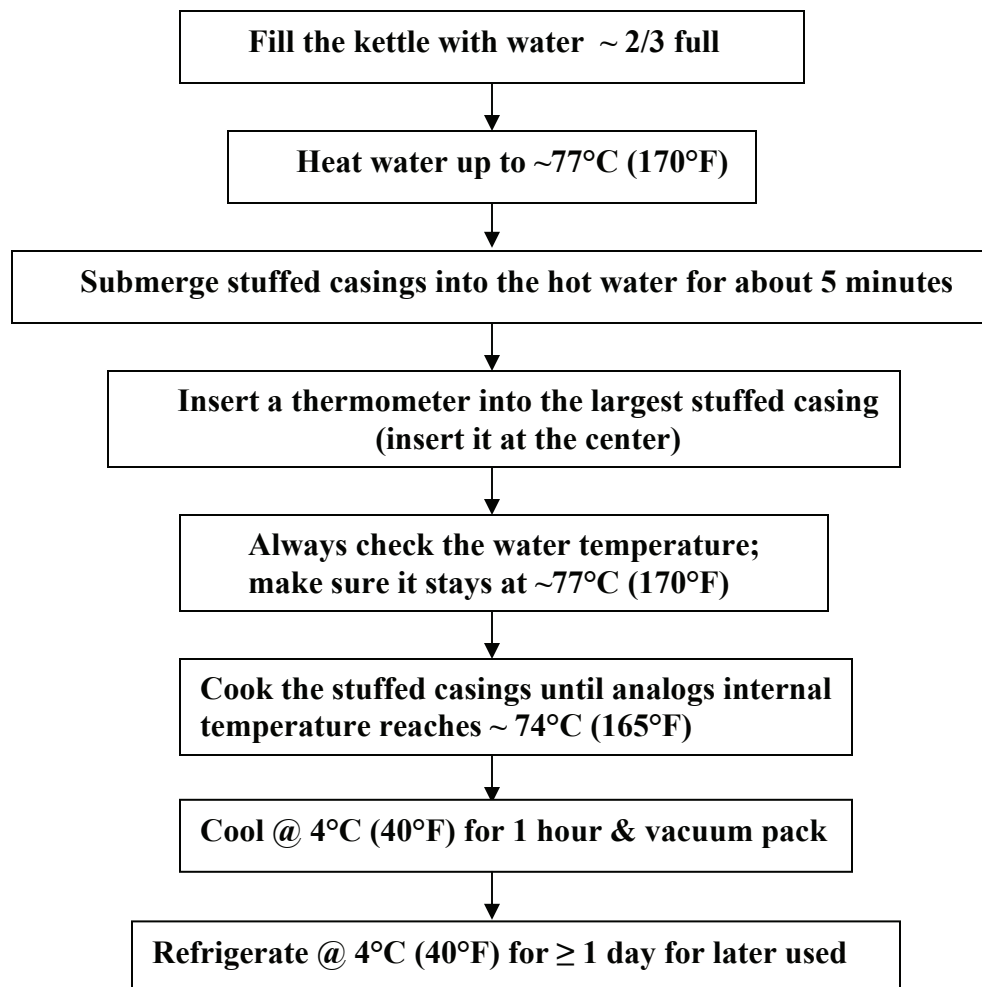 Fill the kettle with water ~ 2/3 full
Heat water up to ~77°C (170°F)
Submerge stuffed casings into the hot water for about 5 minutes
Insert a thermometer into the largest stuffed casing
(insert it at the center)
Always check the water temperature;
make sure it stays at ~77°C (170°F)
Cook the stuffed casings until analogs internal
temperature reaches ~ 74°C (165°F)
Cool @ 4°C (40°F) for 1 hour & vacuum pack
Refrigerate @ 4°C (40°F) for ≥ 1 day for later used